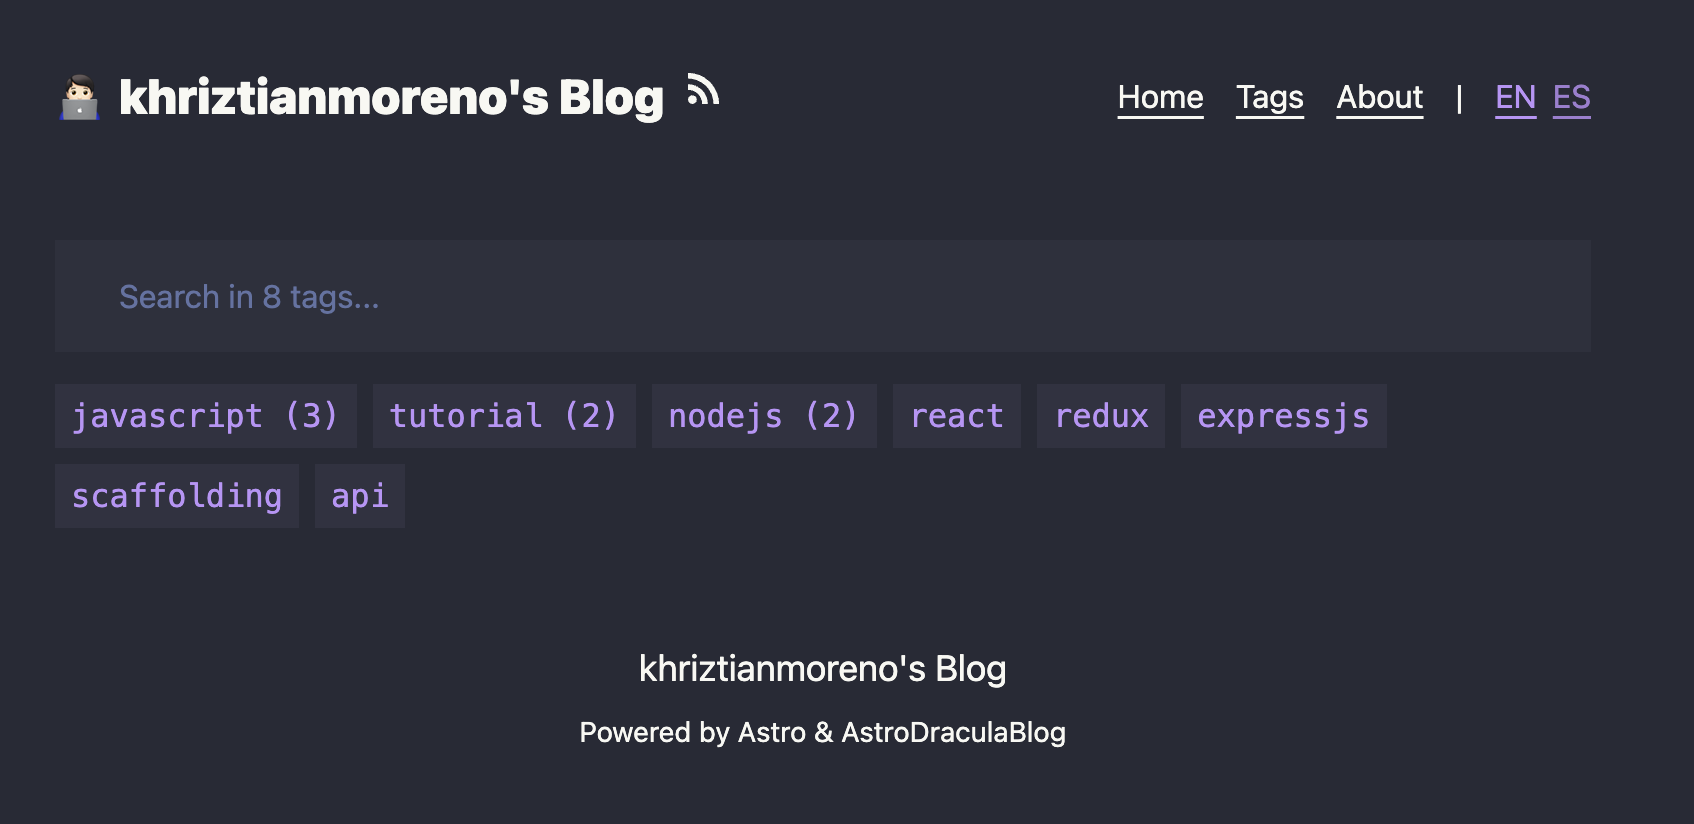 khriztianmoreno's Blog
Home Tags About | EN ES
Search in 8 tags...
javascript (3) tutorial (2) nodejs (2) react redux expressjs
scaffolding api
khriztianmoreno's Blog
Powered by Astro & AstroDraculaBlog